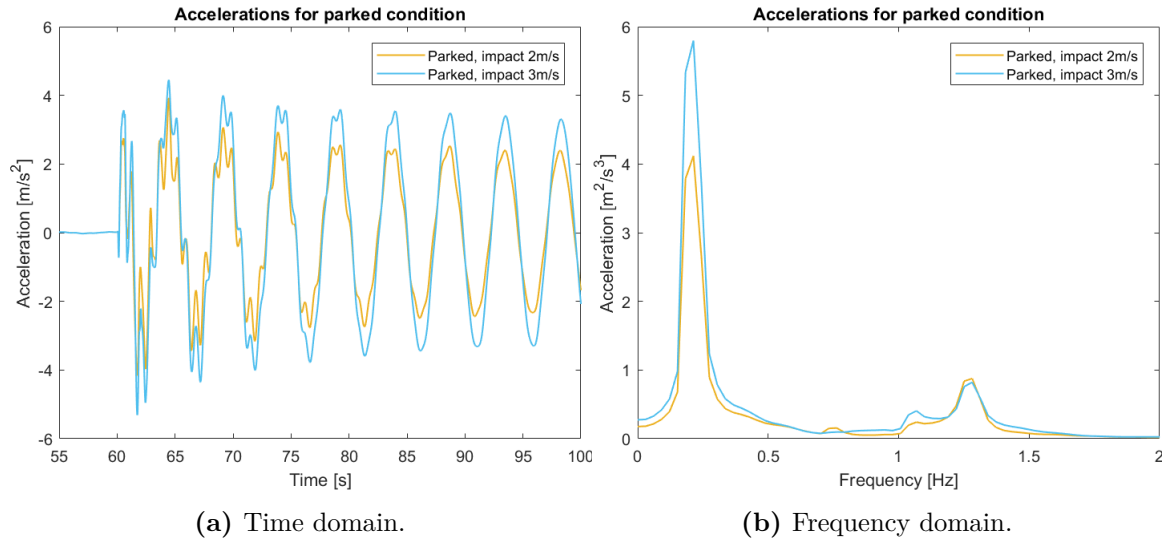 Accelerations for parked condition
6
4
2
0
-2
-4
-6
Acceleration [m/s²]
Parked, impact 2m/s
Parked, impact 3m/s
55 60 65 70 75 80 85 90 95 100
Time [s]
(a) Time domain.
Accelerations for parked condition
6
5
4
3
2
1
0
Acceleration [m²/s³]
Parked, impact 2m/s
Parked, impact 3m/s
0 0.5 1 1.5 2
Frequency [Hz]
(b) Frequency domain.